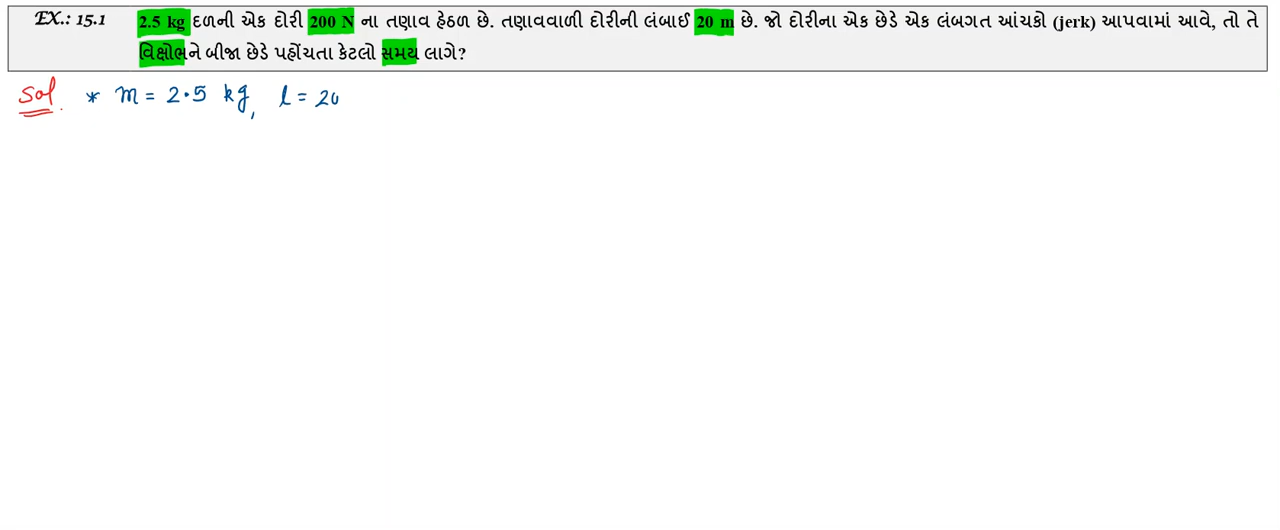 EX.: 15.1 2.5 kg દળની એક દોરી 200 N ના તણાવ હેઠળ છે. તણાવવાળી દોરીની લંબાઈ 20 m છે. જો દોરીના એક છેડે એક લંબગત આંચકો (jerk) આપવામાં આવે, તો તે
વિક્ષોભને બીજા છેડે પહોંચતા કેટલો સમય લાગે?
Sol. * m = 2.5 kg, l = 20